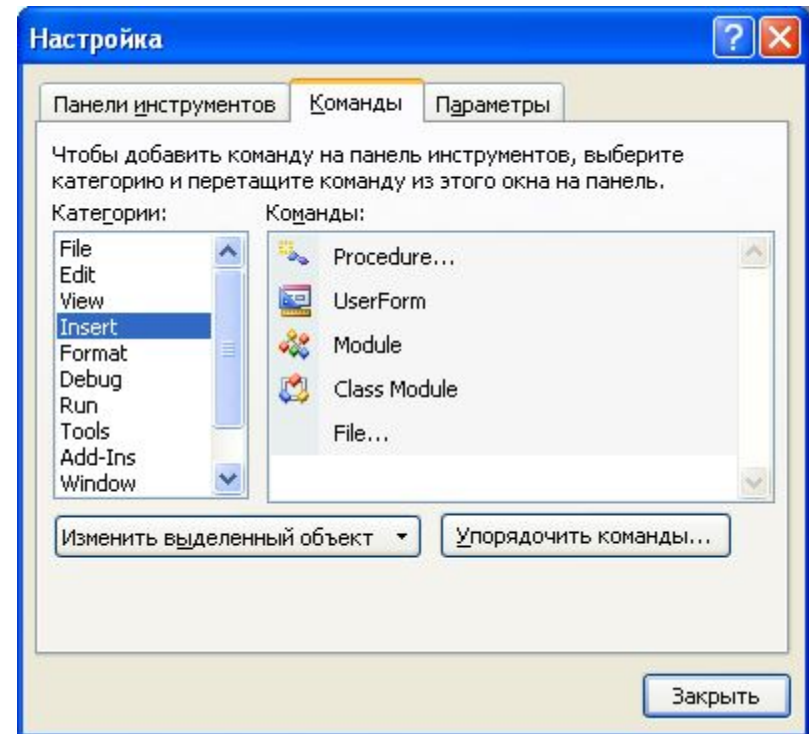 Настройка
Панели инструментов
Команды
Параметры
Чтобы добавить команду на панель инструментов, выберите
категорию и перетащите команду из этого окна на панель.
Категории:
Команды:
File
Edit
View
Insert
Format
Debug
Run
Tools
Add-Ins
Window
Procedure...
UserForm
Module
Class Module
File...
Изменить выделенный объект
Упорядочить команды...
Закрыть